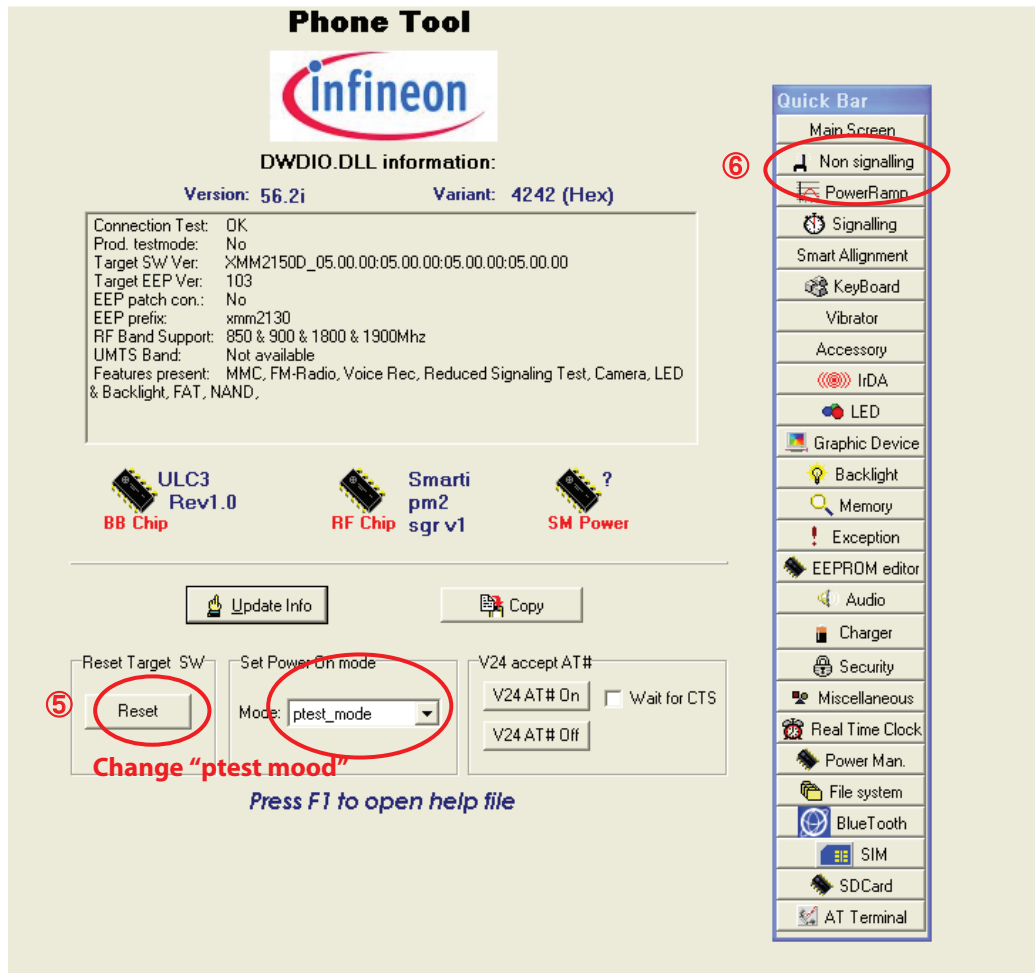 Phone Tool
infineon
DWDIO.DLL information:
Version: 56.2i Variant: 4242 (Hex)
Connection Test: OK
Prod. testmode: No
Target SW Ver: XMM2150D_05.00.00:05.00.00:05.00.00:05.00.00
Target EEP Ver: 103
EEP patch con.: No
EEP prefix: xmm2130
RF Band Support: 850 & 900 & 1800 & 1900Mhz
UMTS Band: Not available
Features present: MMC, FM-Radio, Voice Rec, Reduced Signaling Test, Camera, LED
& Backlight, FAT, NAND,
ULC3
Rev1.0
BB Chip
Smarti
pm2
sgr v1
RF Chip
?
SM Power
Update Info
Copy
Reset Target SW
⑤
Reset
Set Power On mode
Mode: ptest_mode
V24 accept AT#
V24 AT# On
Wait for CTS
V24 AT# Off
Change “ptest mood”
Press F1 to open help file
Quick Bar
Main Screen
⑥
Non signalling
PowerRamp
Signalling
Smart Allignment
KeyBoard
Vibrator
Accessory
IrDA
LED
Graphic Device
Backlight
Memory
Exception
EEPROM editor
Audio
Charger
Security
Miscellaneous
Real Time Clock
Power Man.
File system
BlueTooth
SIM
SDCard
AT Terminal